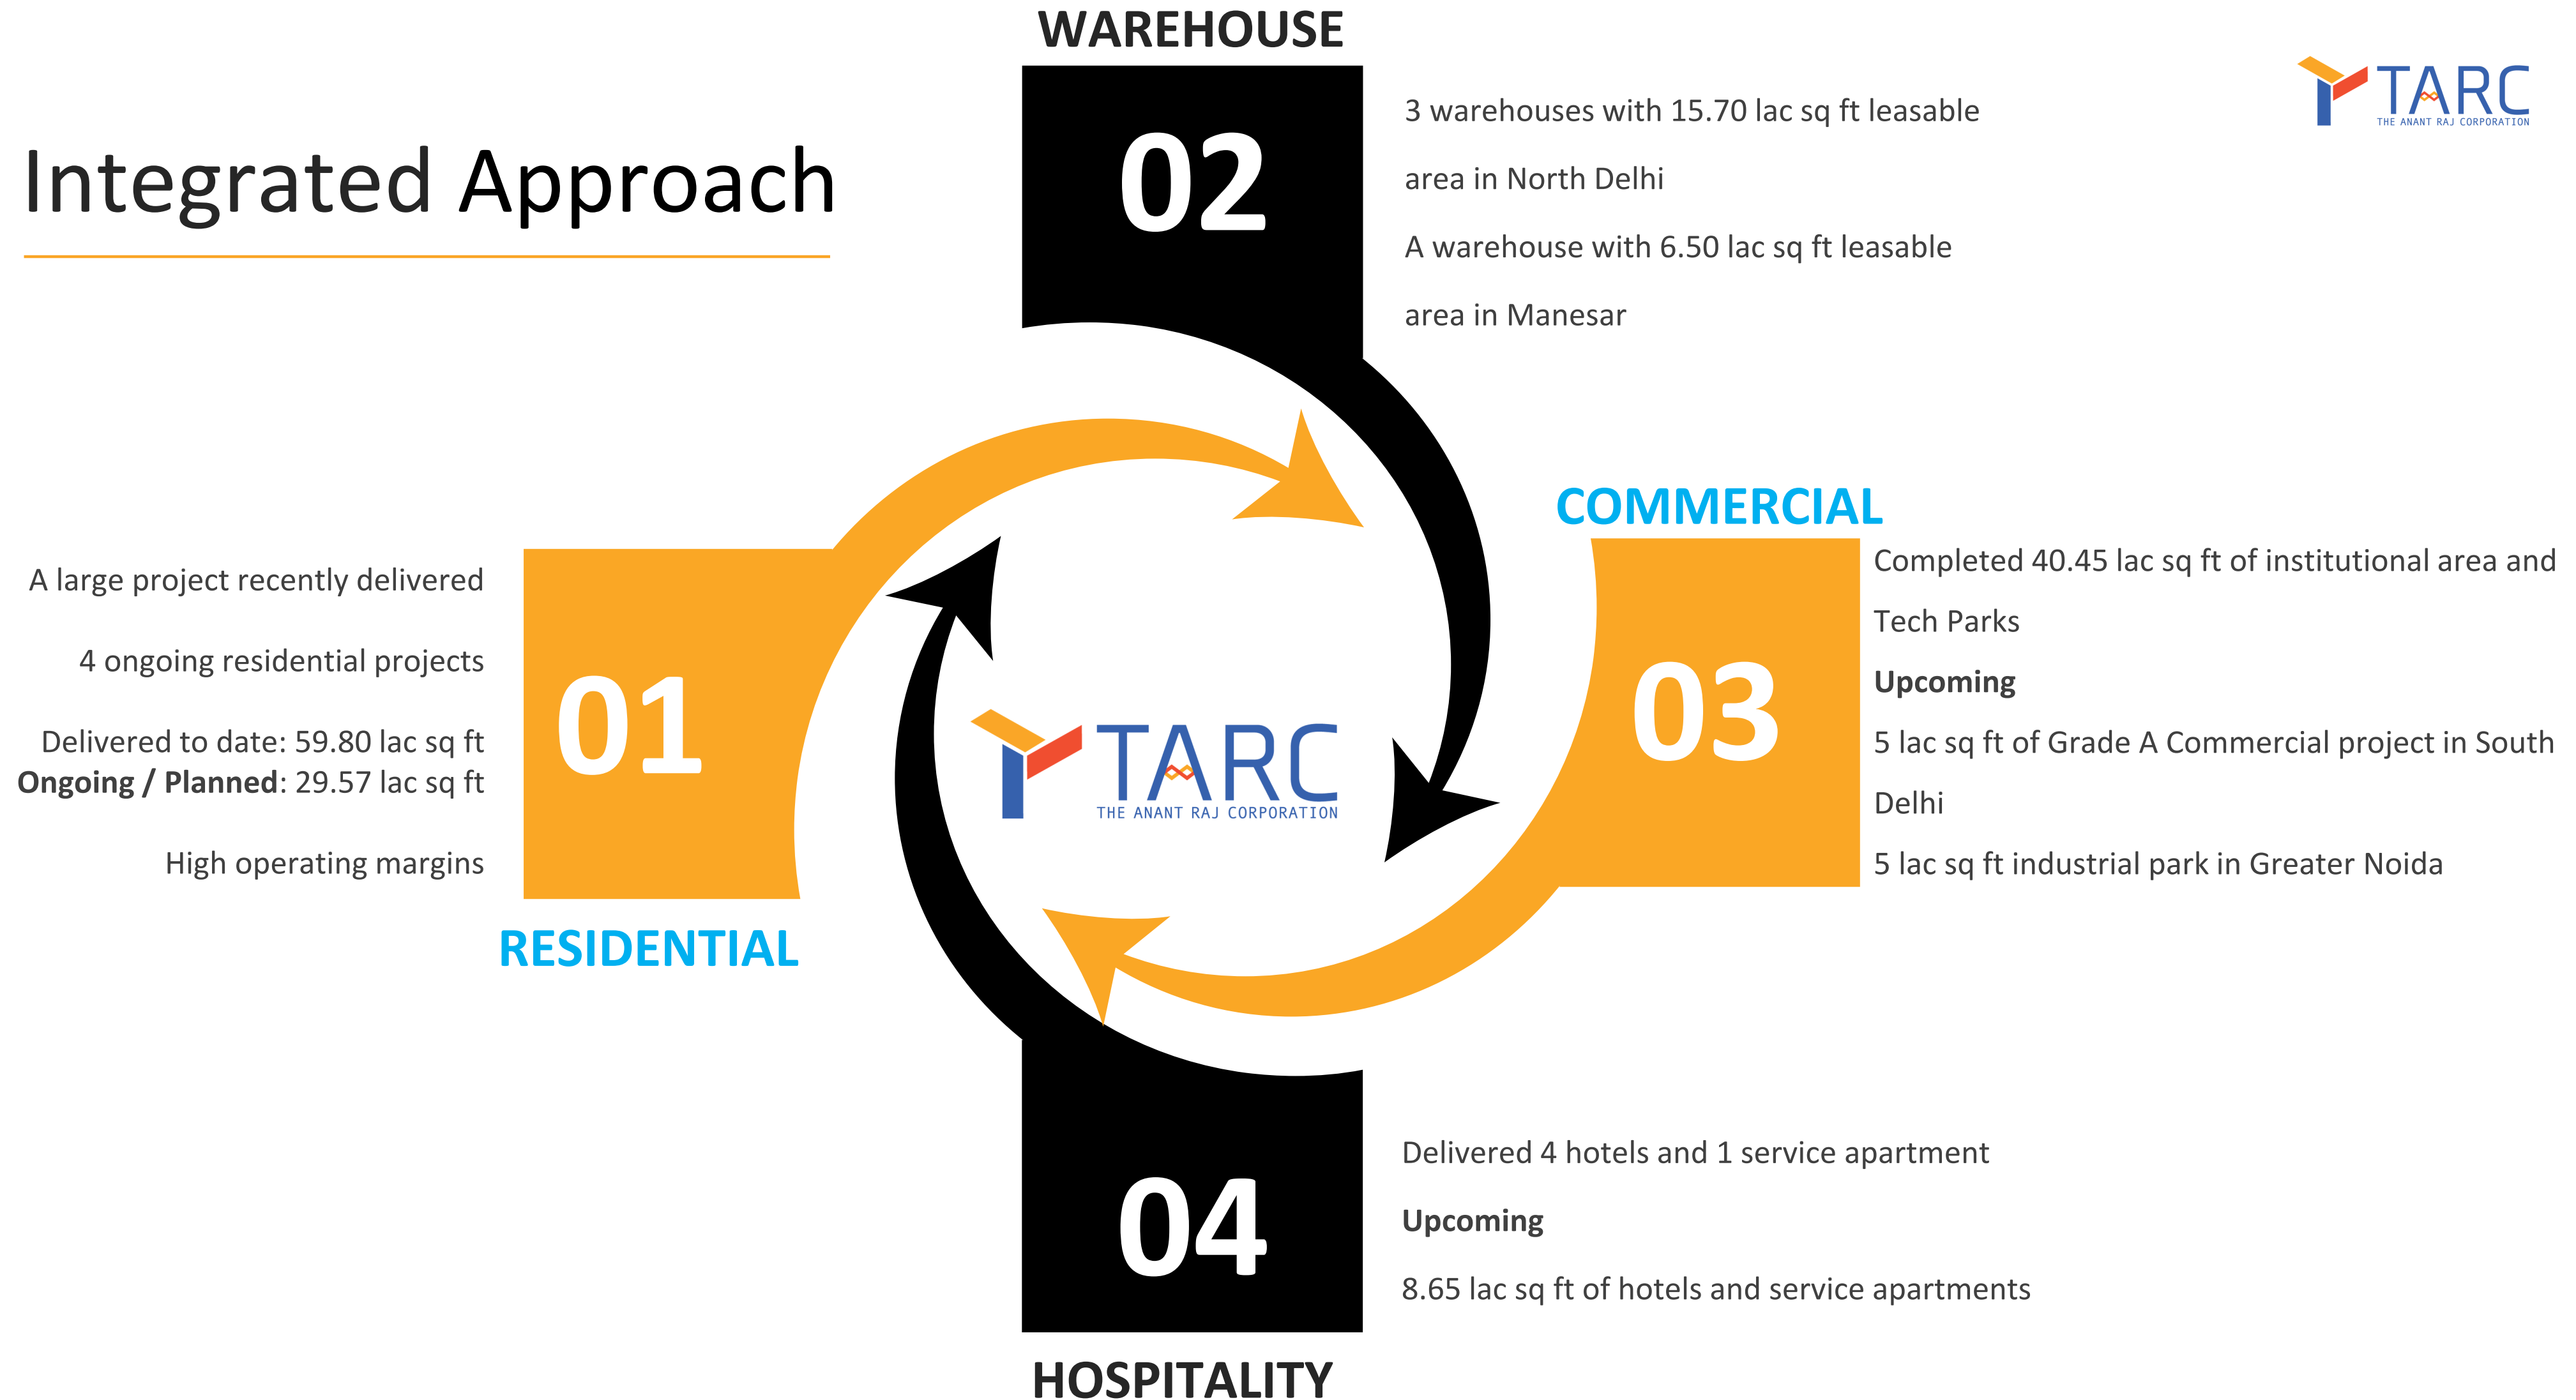 Integrated Approach
TARC
THE ANANT RAJ CORPORATION
WAREHOUSE
02
3 warehouses with 15.70 lac sq ft leasable
area in North Delhi
A warehouse with 6.50 lac sq ft leasable
area in Manesar
A large project recently delivered
4 ongoing residential projects
Delivered to date: 59.80 lac sq ft
Ongoing / Planned: 29.57 lac sq ft
High operating margins
01
RESIDENTIAL
TARC
THE ANANT RAJ CORPORATION
COMMERCIAL
03
Completed 40.45 lac sq ft of institutional area and
Tech Parks
Upcoming
5 lac sq ft of Grade A Commercial project in South
Delhi
5 lac sq ft industrial park in Greater Noida
04
Delivered 4 hotels and 1 service apartment
Upcoming
8.65 lac sq ft of hotels and service apartments
HOSPITALITY